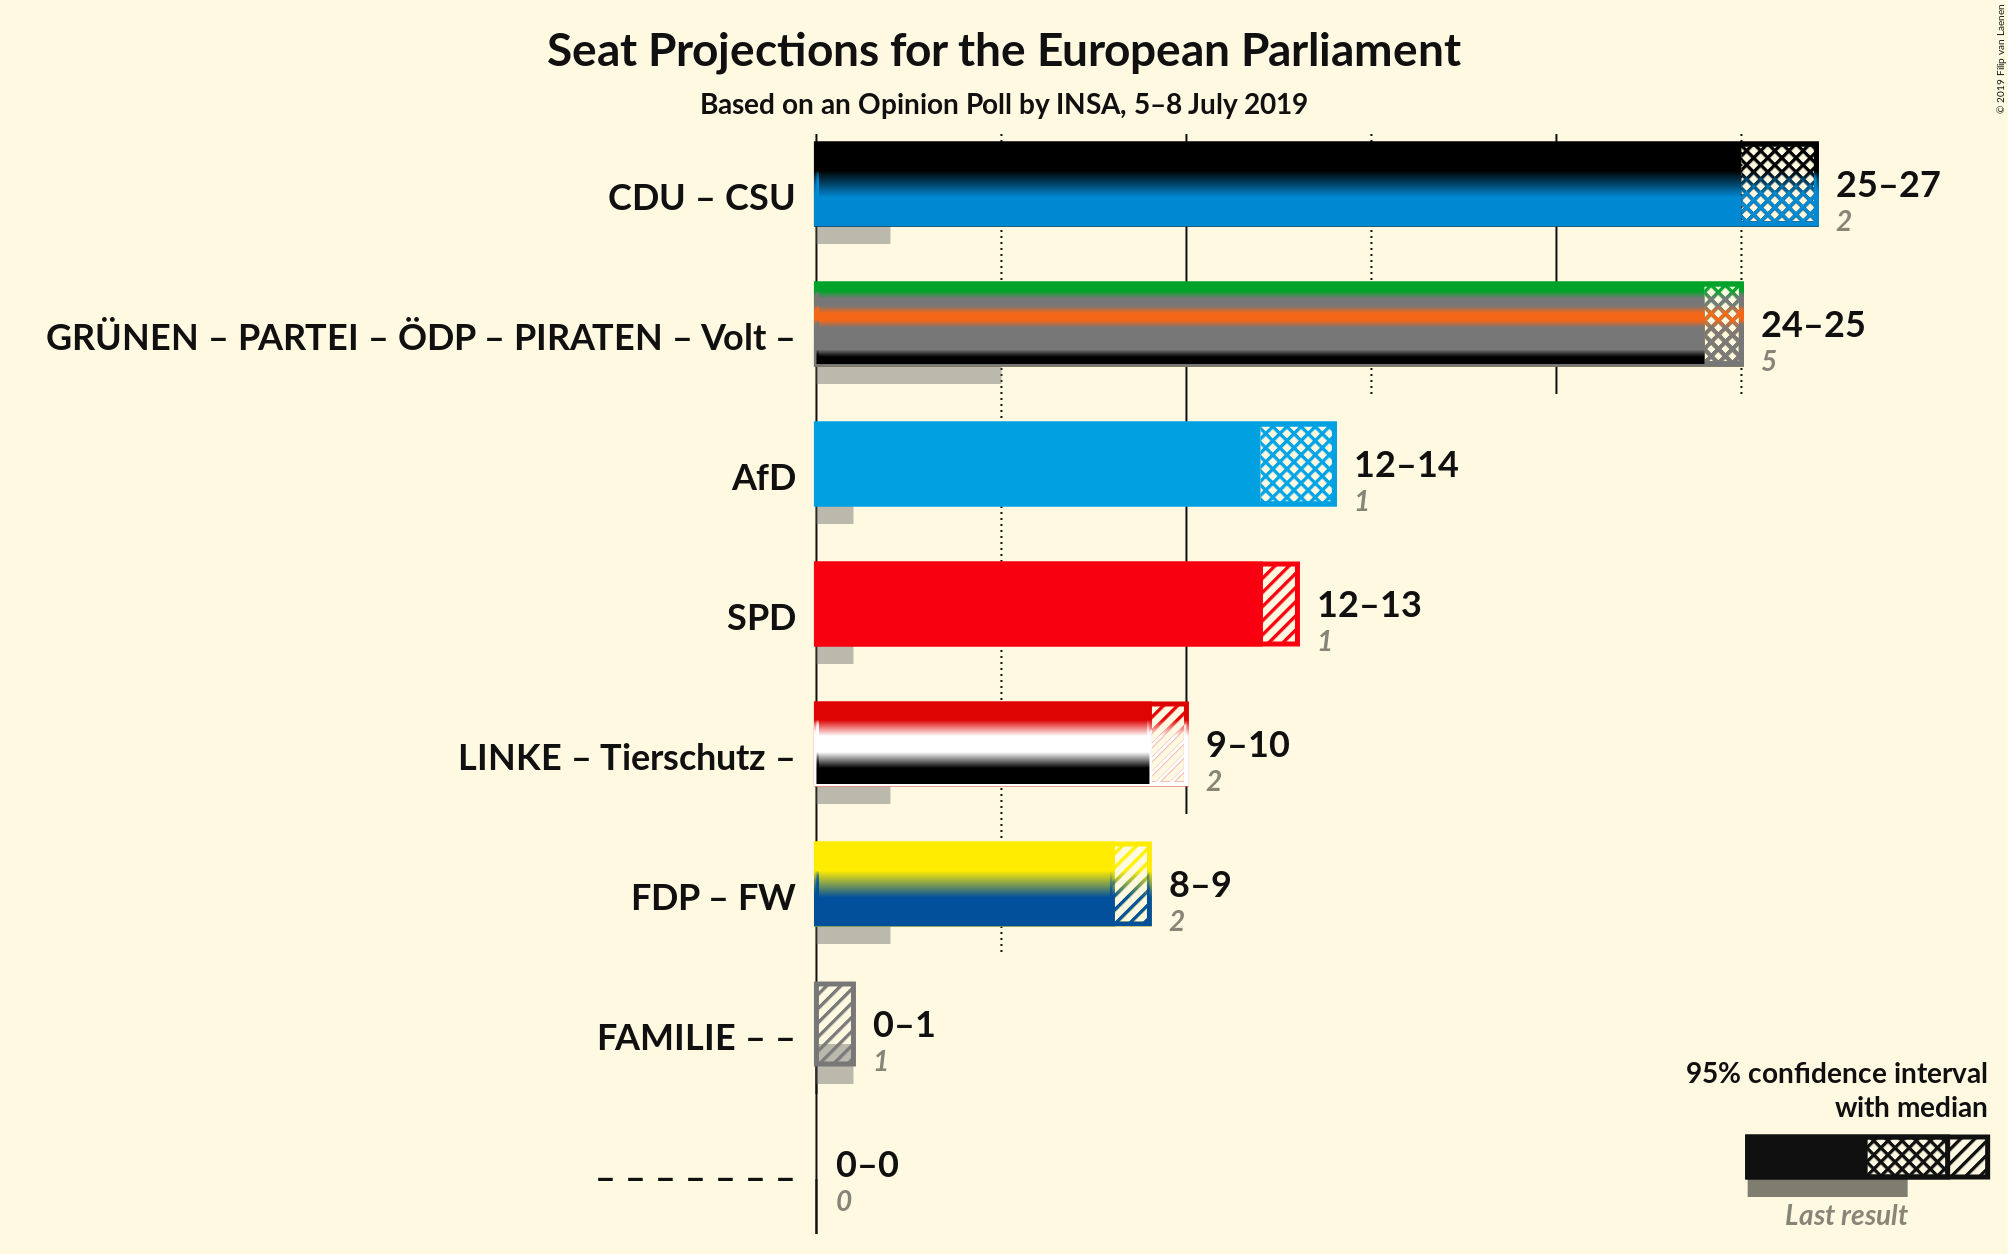 Seat Projections for the European Parliament
Based on an Opinion Poll by INSA, 5–8 July 2019
© 2019 Filip van Laenen
CDU – CSU
25–27
2
GRÜNEN – PARTEI – ÖDP – PIRATEN – Volt –
24–25
5
AfD
12–14
1
SPD
12–13
1
LINKE – Tierschutz –
9–10
2
FDP – FW
8–9
2
FAMILIE – –
0–1
1
– – – – – – –
0–0
0
95% confidence interval
with median
Last result